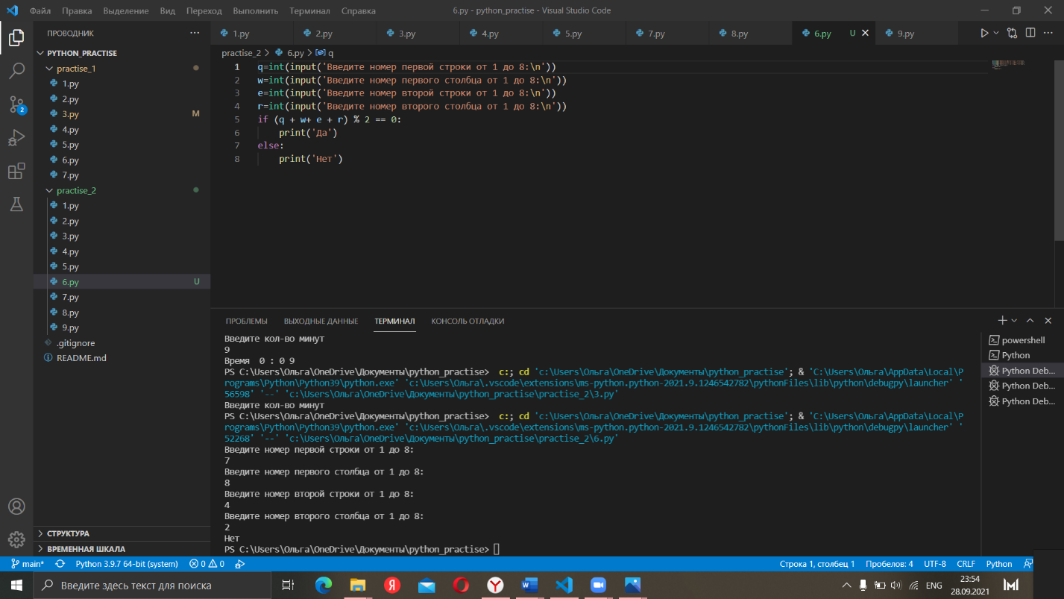 Файл Правка Выделение Вид Переход Выполнить Терминал Справка
6.py - python_practise - Visual Studio Code
ПРОВОДНИК
1.py 2.py 3.py 4.py 5.py 7.py 8.py 6.py U 9.py
practise_2 > 6.py > q
PYTHON_PRACTISE
practise_1
1.py
2.py
3.py M
4.py
5.py
6.py
7.py
practise_2
1.py
2.py
3.py
4.py
5.py
6.py U
7.py
8.py
9.py
.gitignore
README.md
СТРУКТУРА
ВРЕМЕННАЯ ШКАЛА
2
1 q=int(input('Введите номер первой строки от 1 до 8:\n'))
2 w=int(input('Введите номер первого столбца от 1 до 8:\n'))
3 e=int(input('Введите номер второй строки от 1 до 8:\n'))
4 r=int(input('Введите номер второго столбца от 1 до 8:\n'))
5 if (q + w+ e + r) % 2 == 0:
6 print('Да')
7 else:
8 print('Нет')
ПРОБЛЕМЫ ВЫХОДНЫЕ ДАННЫЕ ТЕРМИНАЛ КОНСОЛЬ ОТЛАДКИ
Введите кол-во минут
9
Время 0 : 0 9
PS C:\Users\Ольга\OneDrive\Документы\python_practise> c:; cd 'c:\Users\Ольга\OneDrive\Документы\python_practise'; & 'C:\Users\Ольга\AppData\Local\P
rograms\Python\Python39\python.exe' 'c:\Users\Ольга\.vscode\extensions\ms-python.python-2021.9.1246542782\pythonFiles\lib\python\debugpy\launcher' '
56598' '--' 'c:\Users\Ольга\OneDrive\Документы\python_practise\practise_2\3.py'
Введите кол-во минут
PS C:\Users\Ольга\OneDrive\Документы\python_practise> c:; cd 'c:\Users\Ольга\OneDrive\Документы\python_practise'; & 'C:\Users\Ольга\AppData\Local\P
rograms\Python\Python39\python.exe' 'c:\Users\Ольга\.vscode\extensions\ms-python.python-2021.9.1246542782\pythonFiles\lib\python\debugpy\launcher' '
52268' '--' 'c:\Users\Ольга\OneDrive\Документы\python_practise\practise_2\6.py'
Введите номер первой строки от 1 до 8:
7
Введите номер первого столбца от 1 до 8:
8
Введите номер второй строки от 1 до 8:
4
Введите номер второго столбца от 1 до 8:
2
Нет
PS C:\Users\Ольга\OneDrive\Документы\python_practise>
powershell
Python
Python Deb...
Python Deb...
Python Deb...
main* Python 3.9.7 64-bit (system) 0 0 Строка 1, столбец 1 Пробелов: 4 UTF-8 CRLF Python
Введите здесь текст для поиска
ENG
23:54
28.09.2021